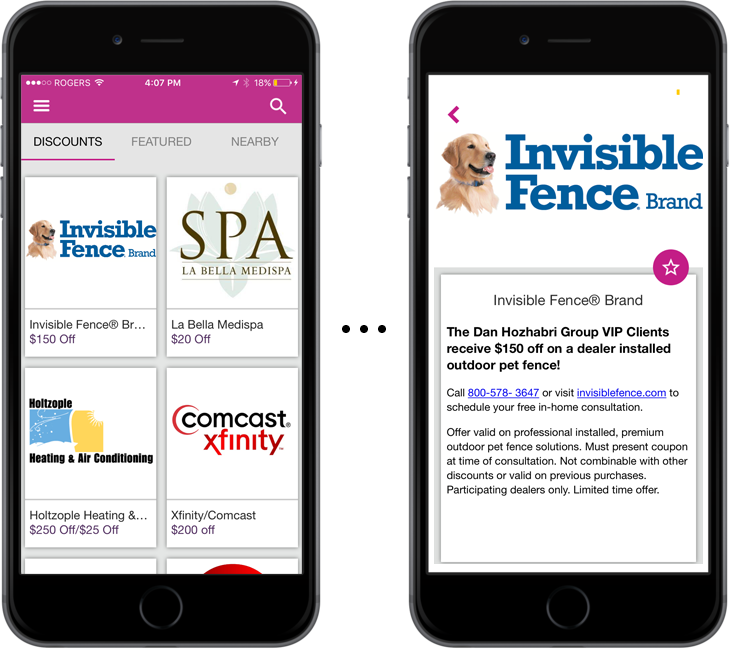 ●●●○○ ROGERS 4:07 PM 18%
DISCOUNTS FEATURED NEARBY
Invisible
Fence® Brand
Invisible Fence® Br...
$150 Off
SPA
LA BELLA MEDISPA
La Bella Medispa
$20 Off
Holtzople
Heating & Air Conditioning
Holtzople Heating &...
$250 Off/$25 Off
COMCAST®
xfinity™
Xfinity/Comcast
$200 off
Invisible
Fence® Brand
Invisible Fence® Brand
The Dan Hozhabri Group VIP Clients
receive $150 off on a dealer installed
outdoor pet fence!
Call 800-578- 3647 or visit invisiblefence.com to
schedule your free in-home consultation.
Offer valid on professional installed, premium
outdoor pet fence solutions. Must present coupon
at time of consultation. Not combinable with other
discounts or valid on previous purchases.
Participating dealers only. Limited time offer.